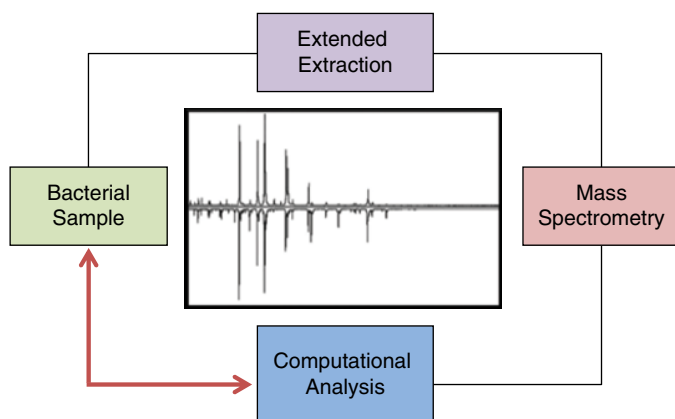 Extended
Extraction
Bacterial
Sample
Mass
Spectrometry
Computational
Analysis